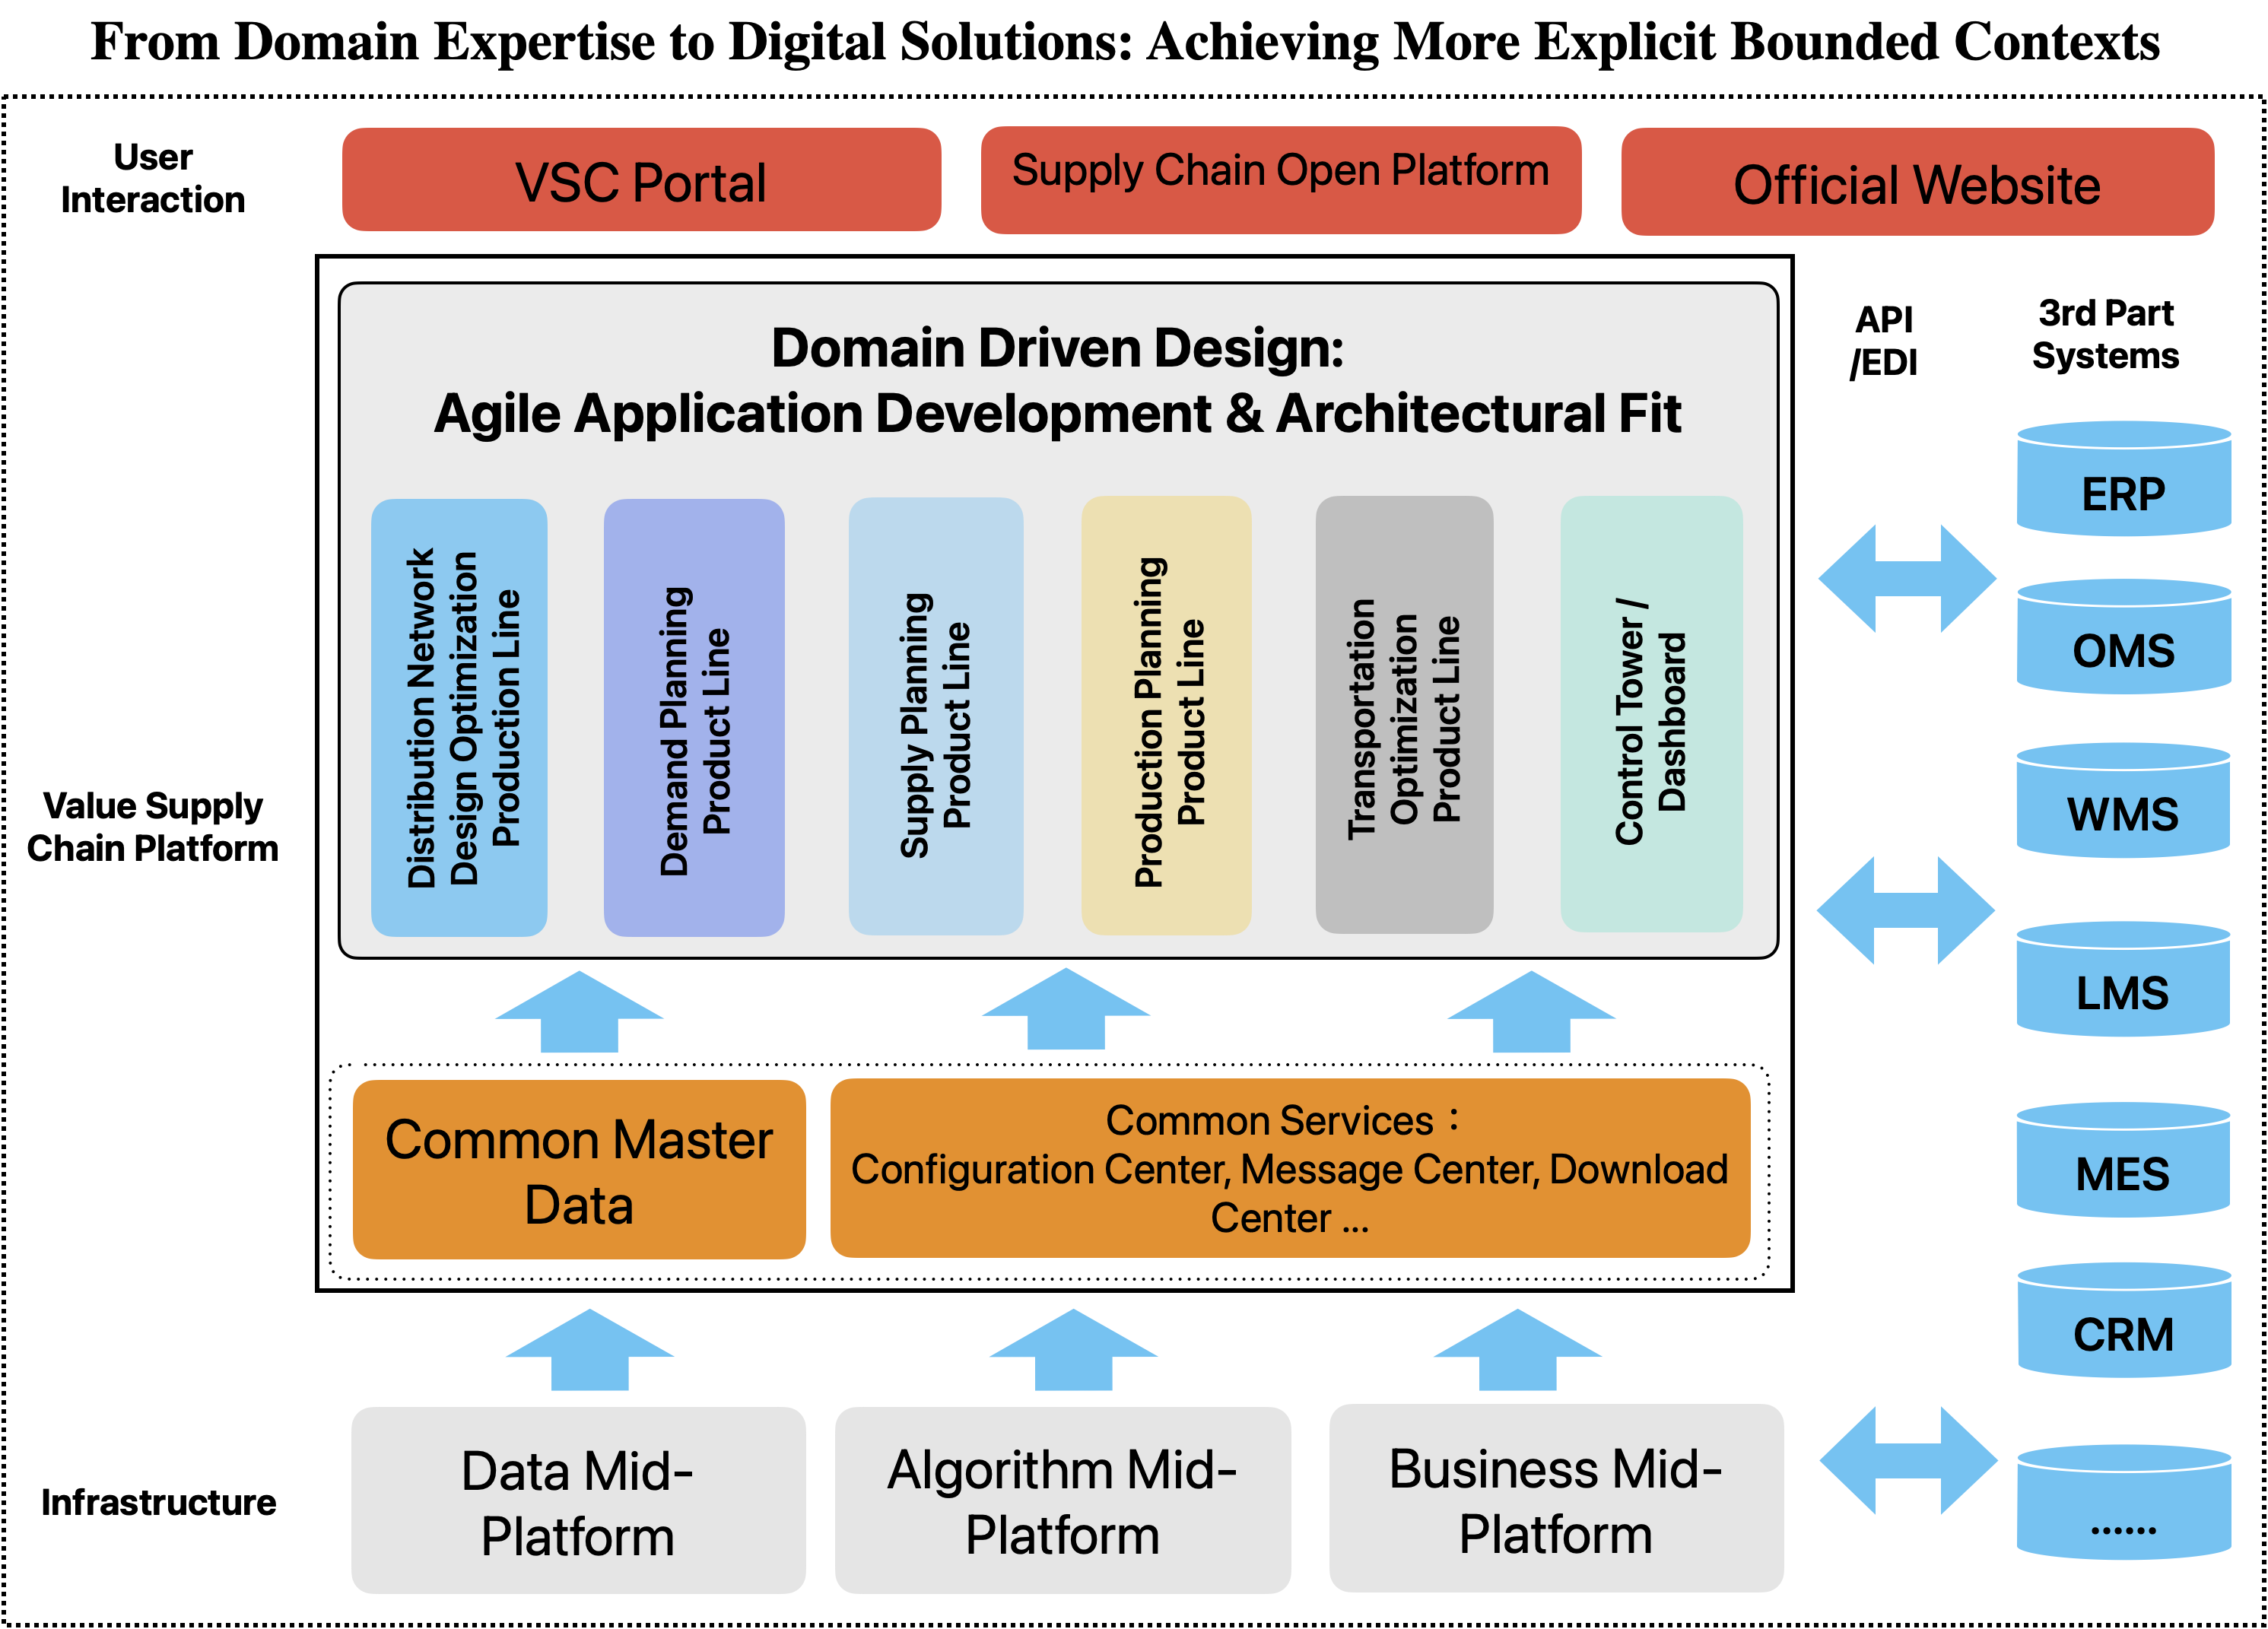 From Domain Expertise to Digital Solutions: Achieving More Explicit Bounded Contexts
User
Interaction
VSC Portal
Supply Chain Open Platform
Official Website
Domain Driven Design:
Agile Application Development & Architectural Fit
API
/EDI
3rd Part
Systems
Value Supply
Chain Platform
Distribution Network
Design Optimization
Production Line
Demand Planning
Product Line
Supply Planning
Product Line
Production Planning
Product Line
Transportation
Optimization
Product Line
Control Tower /
Dashboard
ERP
OMS
WMS
LMS
MES
CRM
......
Common Master
Data
Common Services：
Configuration Center, Message Center, Download
Center ...
Infrastructure
Data Mid-
Platform
Algorithm Mid-
Platform
Business Mid-
Platform